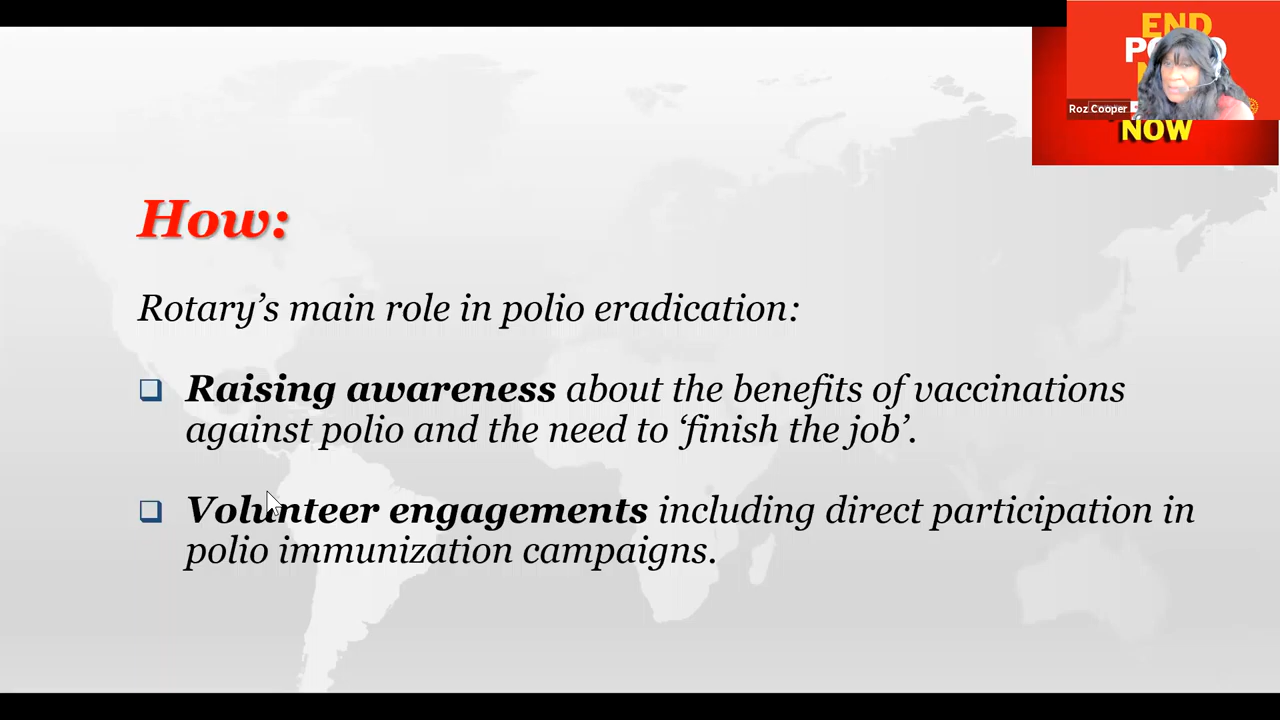 END
Roz Cooper
NOW
How:
Rotary’s main role in polio eradication:
Raising awareness about the benefits of vaccinations
against polio and the need to ‘finish the job’.
Volunteer engagements including direct participation in
polio immunization campaigns.